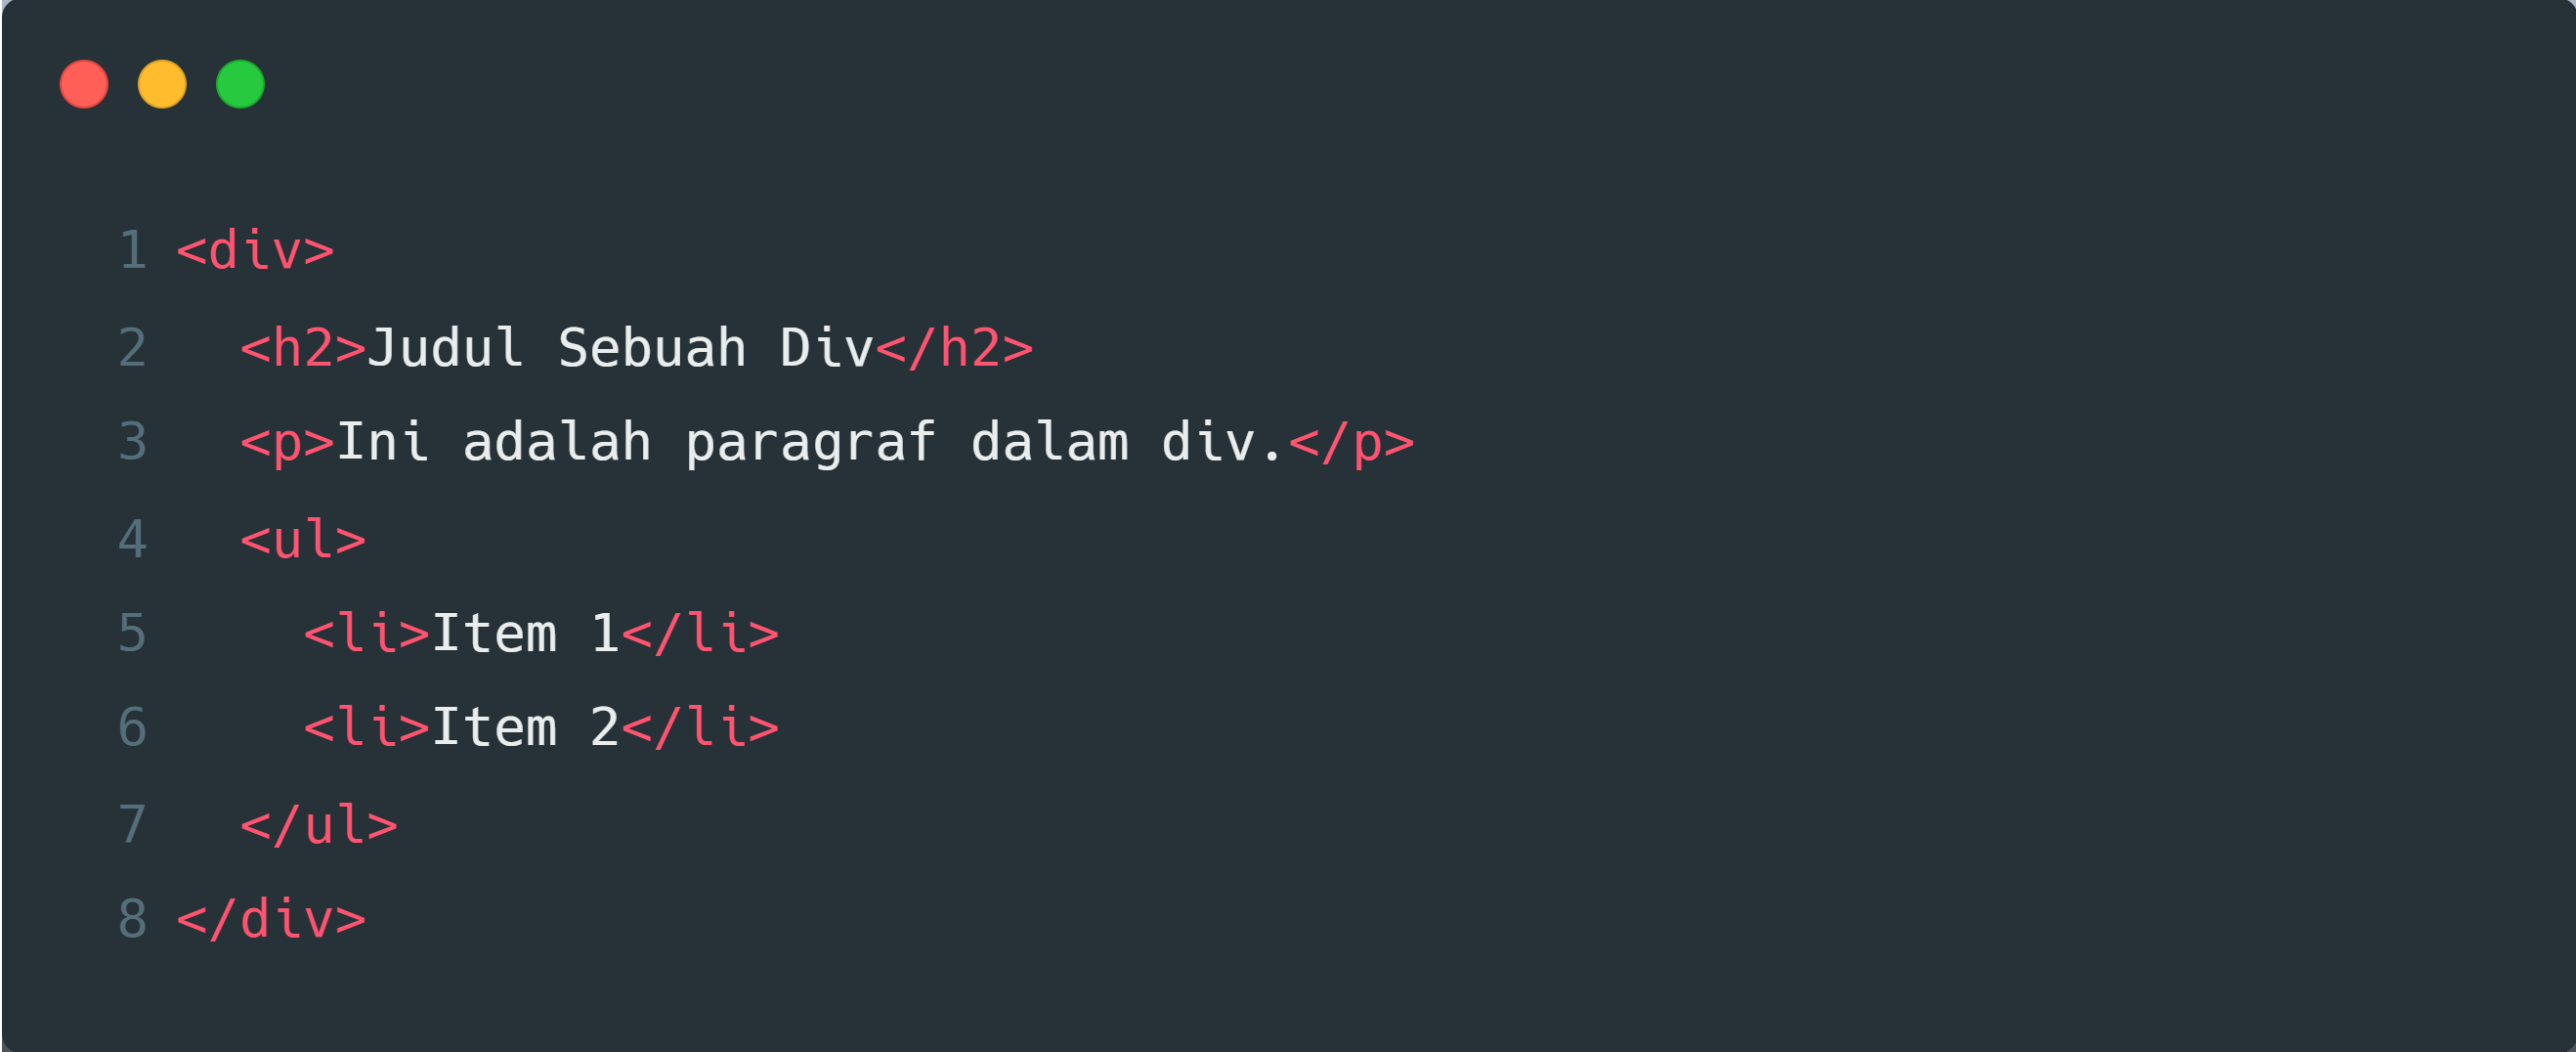 1 <div>
2   <h2>Judul Sebuah Div</h2>
3   <p>Ini adalah paragraf dalam div.</p>
4   <ul>
5     <li>Item 1</li>
6     <li>Item 2</li>
7   </ul>
8 </div>